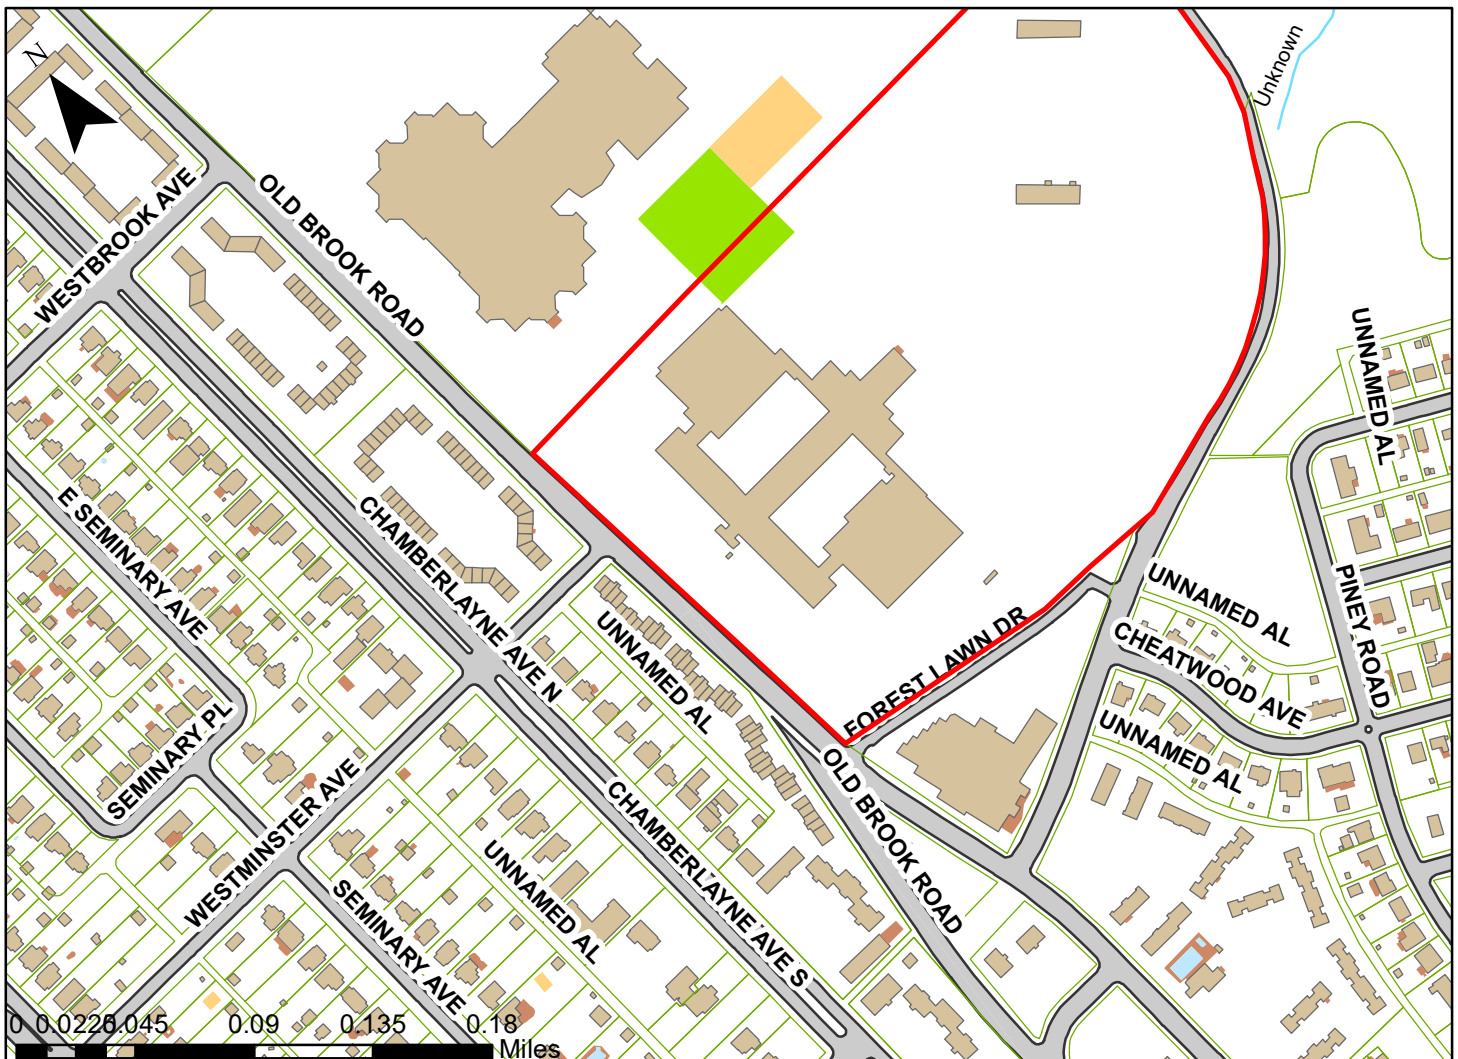 N
Unknown
WESTBROOK AVE
OLD BROOK ROAD
UNNAMED AL
E SEMINARY AVE
CHAMBERLAYNE AVE N
UNNAMED AL
UNNAMED AL
PINEY ROAD
CHEATWOOD AVE
FOREST LAWN DR
UNNAMED AL
SEMINARY PL
WESTMINSTER AVE
OLD BROOK ROAD
CHAMBERLAYNE AVE S
UNNAMED AL
SEMINARY AVE
0 0.0225 0.045 0.09 0.135 0.18
Miles